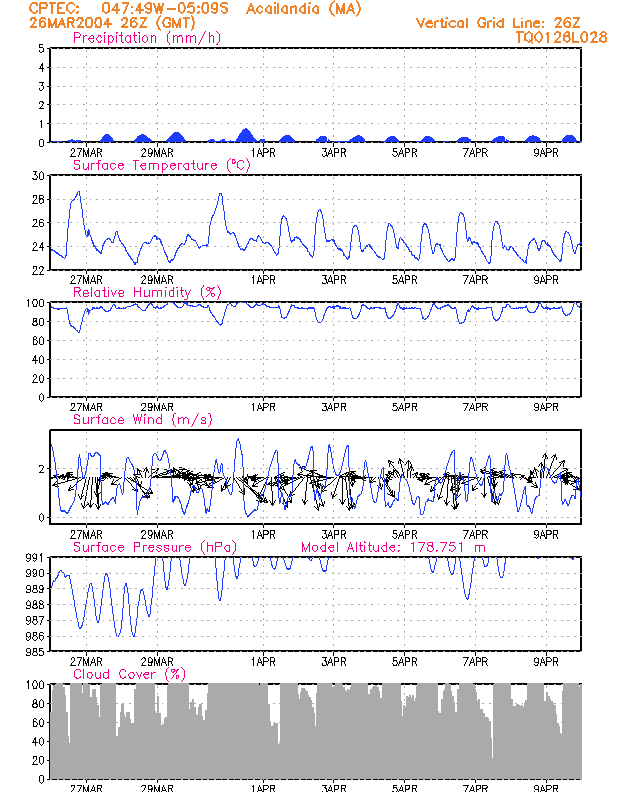 CPTEC: 047:49W-05:09S Acailandia (MA)
26MAR2004 26Z (GMT) Vertical Grid Line: 26Z
Precipitation (mm/h) TQ0126L028
5
4
3
2
1
0
27MAR 29MAR 1APR 3APR 5APR 7APR 9APR
Surface Temperature (ºC)
30
28
26
24
22
27MAR 29MAR 1APR 3APR 5APR 7APR 9APR
Relative Humidity (%)
100
80
60
40
20
0
27MAR 29MAR 1APR 3APR 5APR 7APR 9APR
Surface Wind (m/s)
2
0
27MAR 29MAR 1APR 3APR 5APR 7APR 9APR
Surface Pressure (hPa) Model Altitude: 178.751 m
991
990
989
988
987
986
985
27MAR 29MAR 1APR 3APR 5APR 7APR 9APR
Cloud Cover (%)
100
80
60
40
20
0
27MAR 29MAR 1APR 3APR 5APR 7APR 9APR